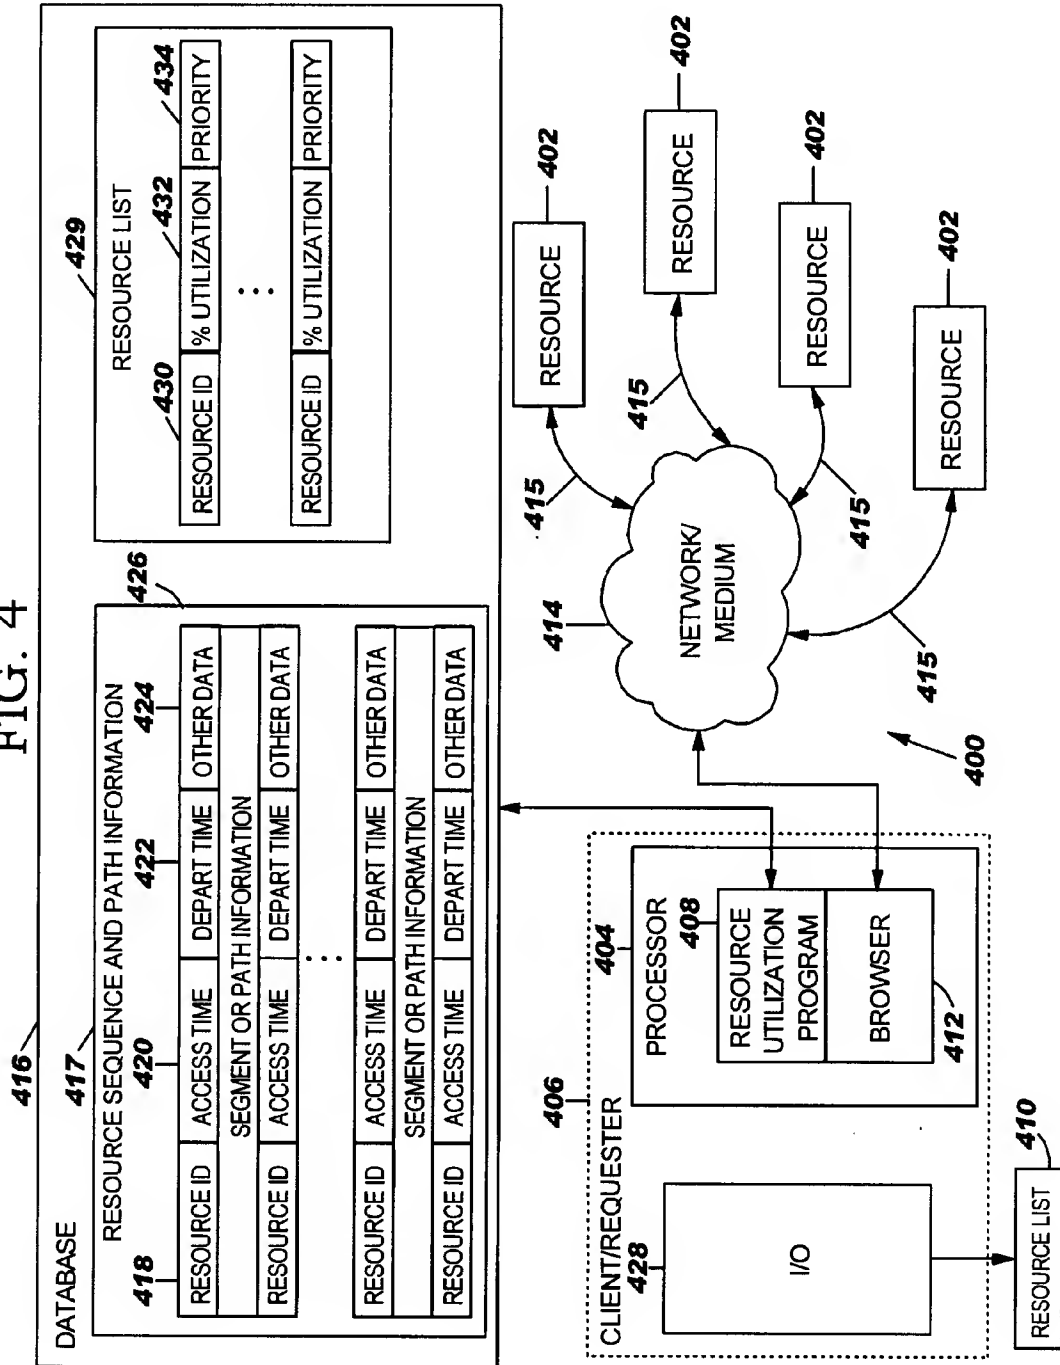 FIG. 4
416
DATABASE
417
RESOURCE SEQUENCE AND PATH INFORMATION
418
420
422
424
426
RESOURCE ID ACCESS TIME DEPART TIME OTHER DATA
SEGMENT OR PATH INFORMATION
RESOURCE ID ACCESS TIME DEPART TIME OTHER DATA
...
RESOURCE ID ACCESS TIME DEPART TIME OTHER DATA
SEGMENT OR PATH INFORMATION
RESOURCE ID ACCESS TIME DEPART TIME OTHER DATA
429
RESOURCE LIST
430
432
434
RESOURCE ID % UTILIZATION PRIORITY
...
RESOURCE ID % UTILIZATION PRIORITY
406
CLIENT/REQUESTER
428
I/O
404
PROCESSOR
408
RESOURCE
UTILIZATION
PROGRAM
BROWSER
412
RESOURCE LIST
410
414
NETWORK/
MEDIUM
415
RESOURCE
402
415
RESOURCE
402
415
RESOURCE
402
415
RESOURCE
402
400